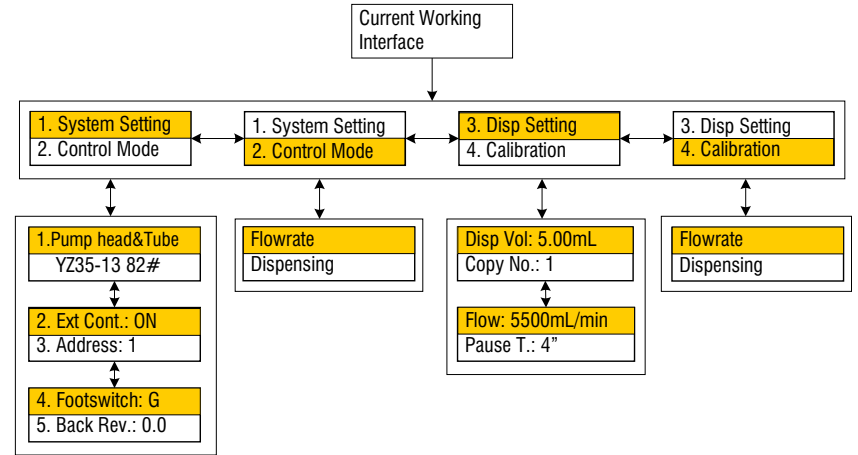 Current Working
Interface
1. System Setting
2. Control Mode
1. System Setting
2. Control Mode
3. Disp Setting
4. Calibration
3. Disp Setting
4. Calibration
1.Pump head&Tube
YZ35-13 82#
2. Ext Cont.: ON
3. Address: 1
4. Footswitch: G
5. Back Rev.: 0.0
Flowrate
Dispensing
Disp Vol: 5.00mL
Copy No.: 1
Flow: 5500mL/min
Pause T.: 4”
Flowrate
Dispensing